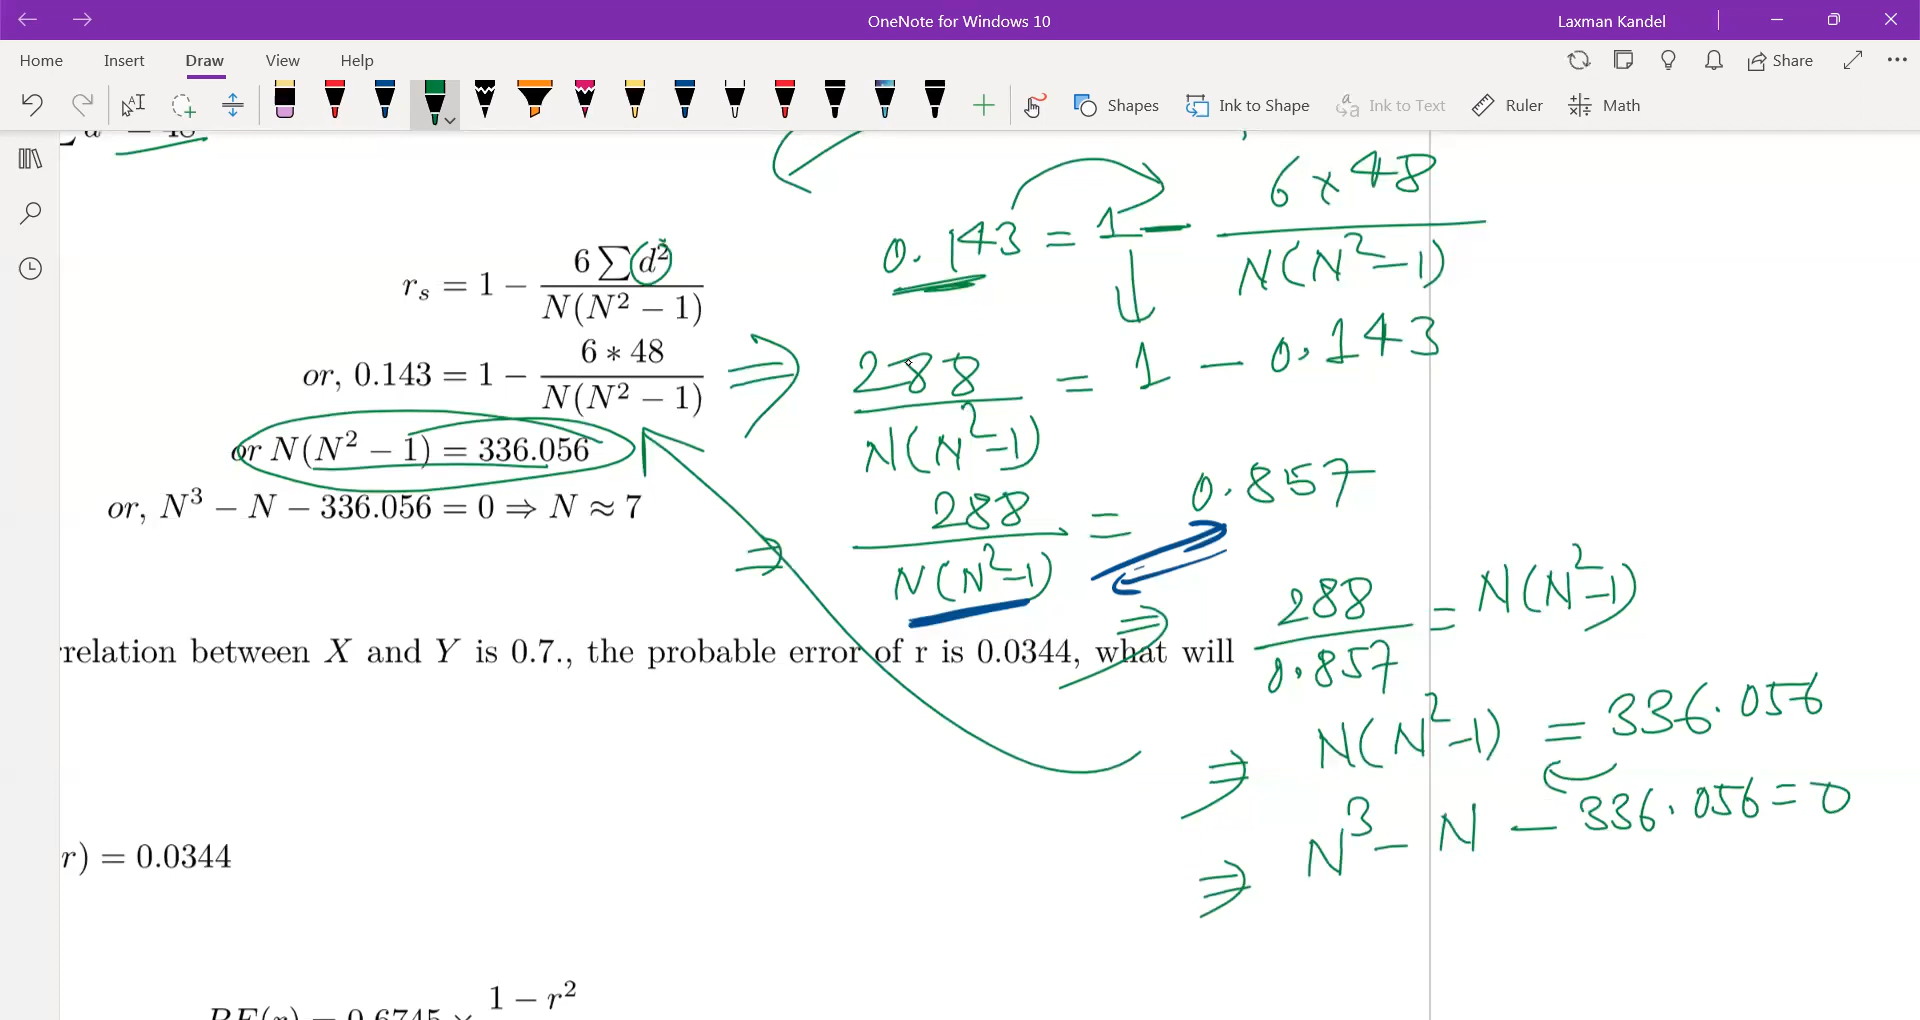 OneNote for Windows 10
Laxman Kandel
Home Insert Draw View Help
Share
Shapes Ink to Shape Ink to Text Ruler Math
= 48
r_s = 1 − 6 ∑ d² / N(N² − 1)
or, 0.143 = 1 − 6 ∗ 48 / N(N² − 1)
or N(N² − 1) = 336.056
or, N³ − N − 336.056 = 0 ⇒ N ≈ 7
0.143 = 1 − 6 × 48 / N(N² − 1)
⇒ 288 / N(N² − 1) = 1 − 0.143
⇒ 288 / N(N² − 1) = 0.857
⇒ 288 / 0.857 = N(N² − 1)
⇒ N(N² − 1) = 336.056
⇒ N³ − N − 336.056 = 0
relation between X and Y is 0.7., the probable error of r is 0.0344, what will
r) = 0.0344
PE(r) = 0.6745 × 1 − r²